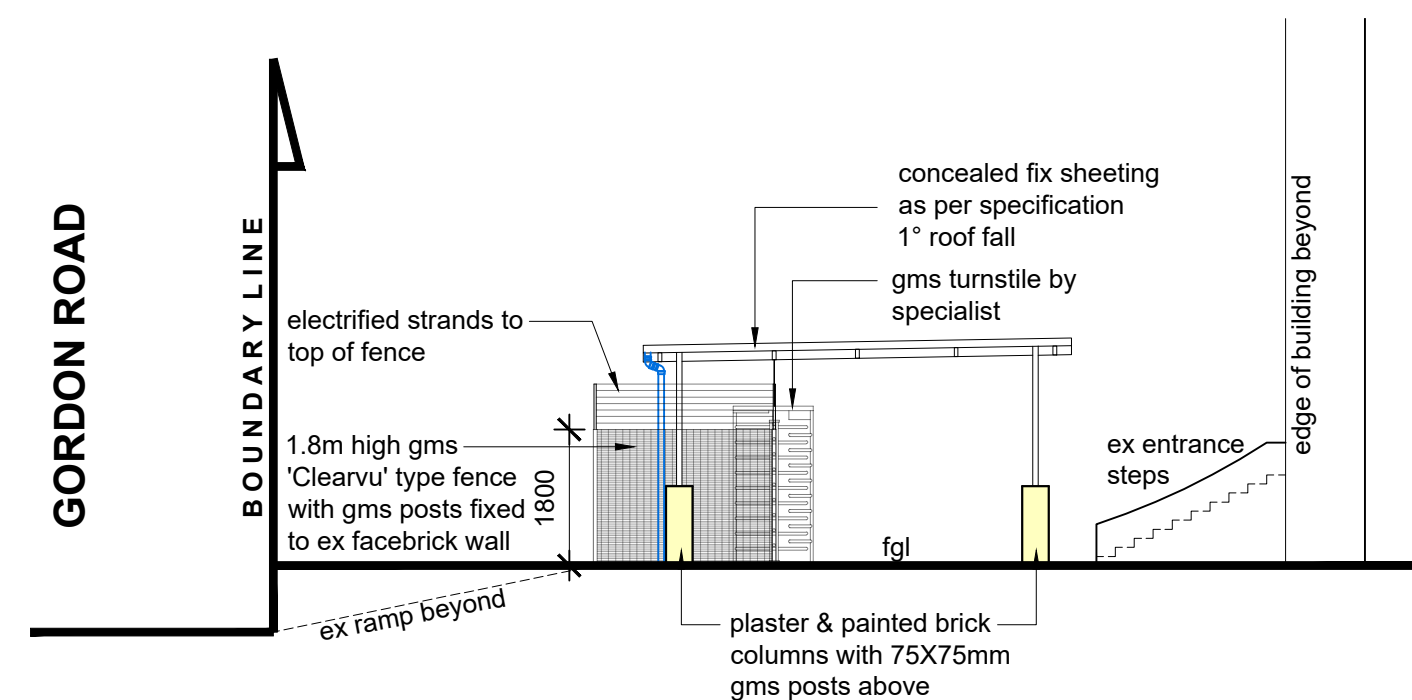 GORDON ROAD
BOUNDARY LINE
concealed fix sheeting
as per specification
1° roof fall
gms turnstile by
specialist
electrified strands to
top of fence
1.8m high gms
'Clearvu' type fence
with gms posts fixed
to ex facebrick wall
1800
ex entrance
steps
edge of building beyond
fgl
ex ramp beyond
plaster & painted brick
columns with 75X75mm
gms posts above